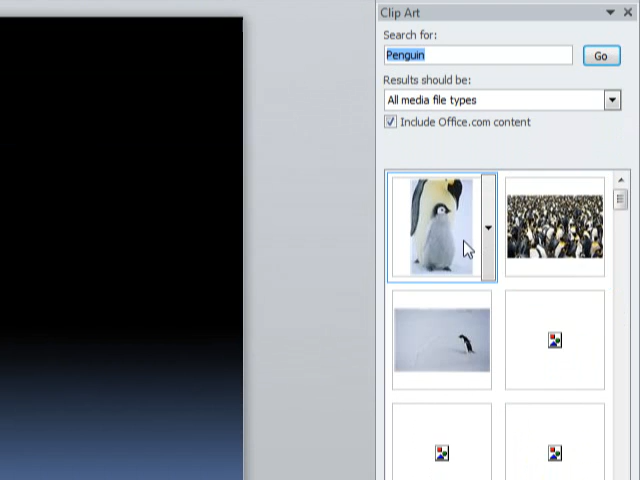 Clip Art
Search for:
Penguin
Go
Results should be:
All media file types
Include Office.com content